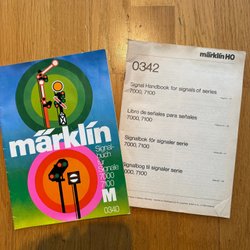 märklín
Signal-
buch
für
Signale
7000
7100
M
0340
märklin HO
0342
Signal Handbook for signals of series
7000, 7100
Libro de señales para señales
7000, 7100
Signalbok för signaler serie
7000, 7100
Signalbog til signaler serie
7000, 7100